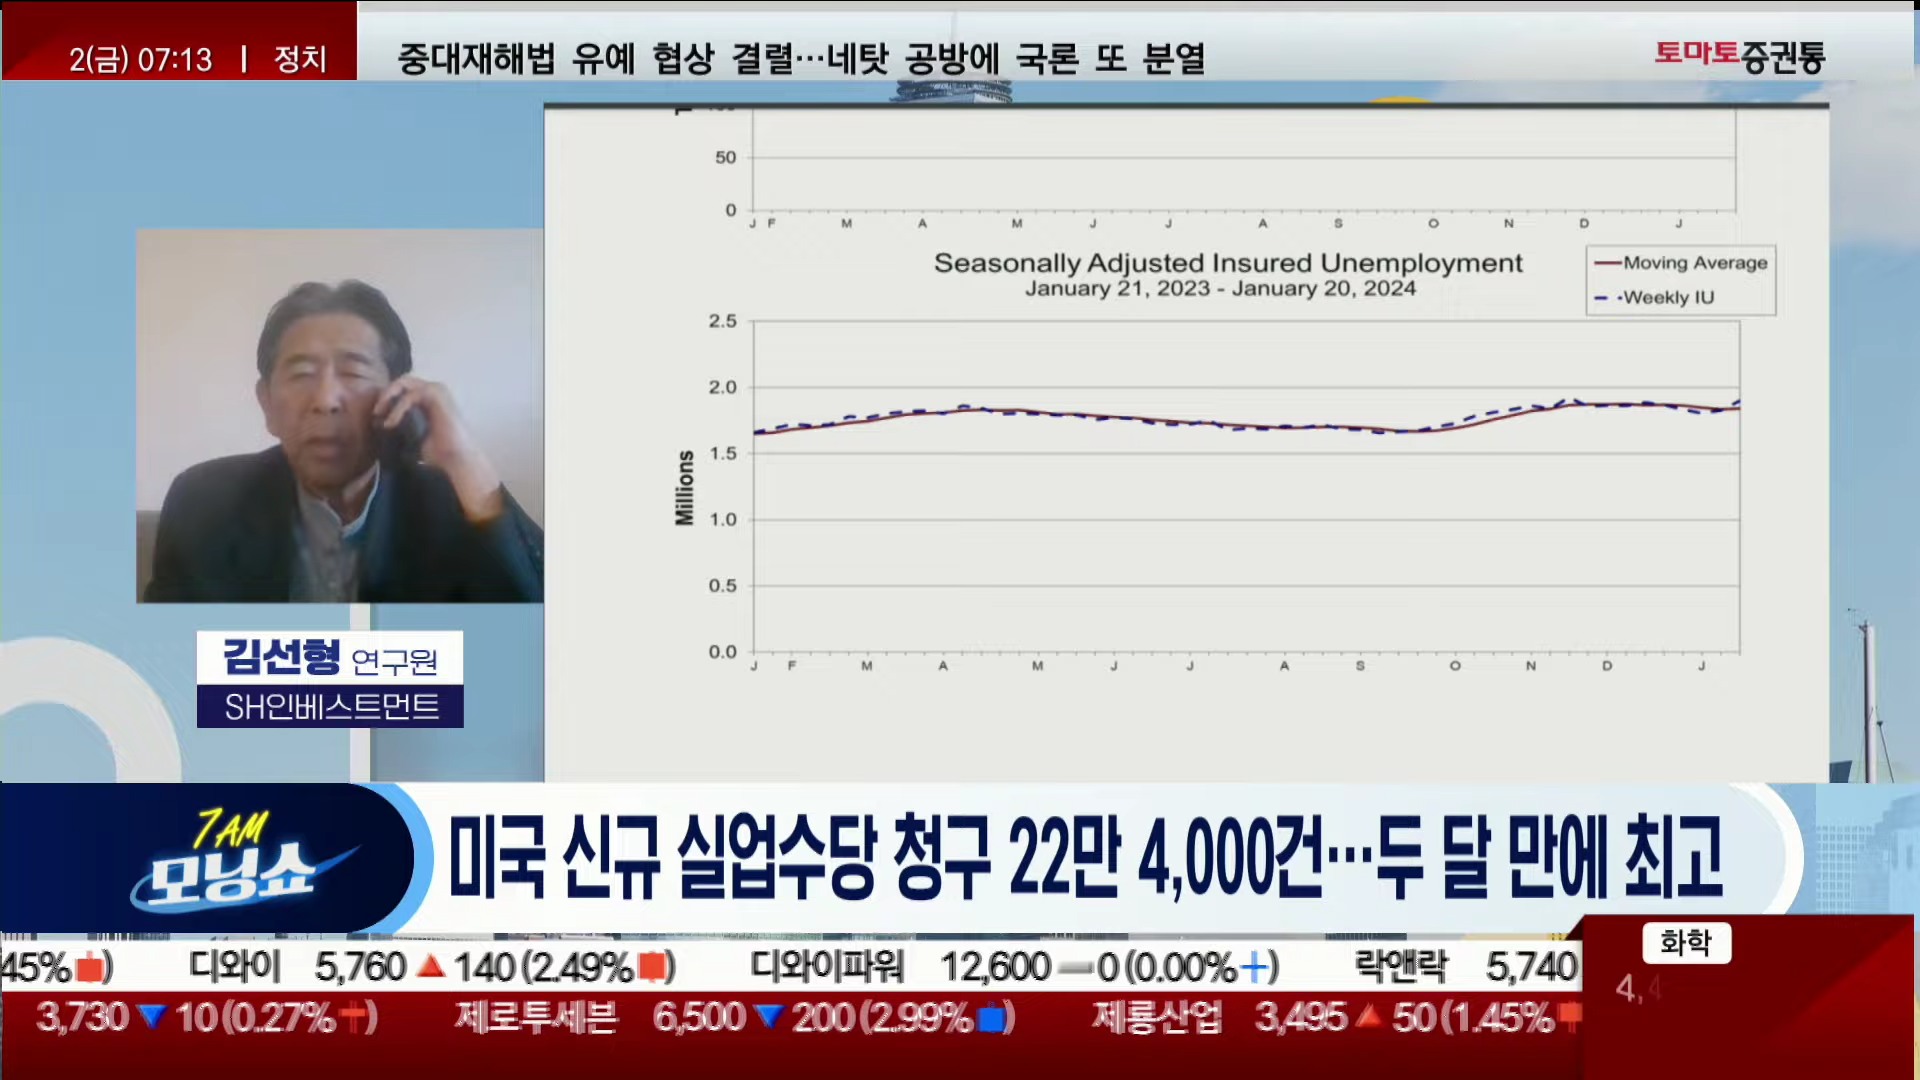 2(금) 07:13 | 정치
중대재해법 유예 협상 결렬…네탓 공방에 국론 또 분열
토마토증권통
50
0
J F M A M J J A S O N D J
Seasonally Adjusted Insured Unemployment
January 21, 2023 - January 20, 2024
Moving Average
Weekly IU
2.5
2.0
1.5
1.0
0.5
0.0
Millions
J F M A M J J A S O N D J
김선형 연구원
SH인베스트먼트
7AM
모닝쇼
미국 신규 실업수당 청구 22만 4,000건…두 달 만에 최고
45% ) 디와이 5,760 ▲ 140 (2.49% ) 디와이파워 12,600 0 (0.00% ) 락앤락 5,740
화학
3,730 ▼ 10 (0.27% ) 제로투세븐 6,500 ▼ 200 (2.99% ) 제룡산업 3,495 ▲ 50 (1.45%